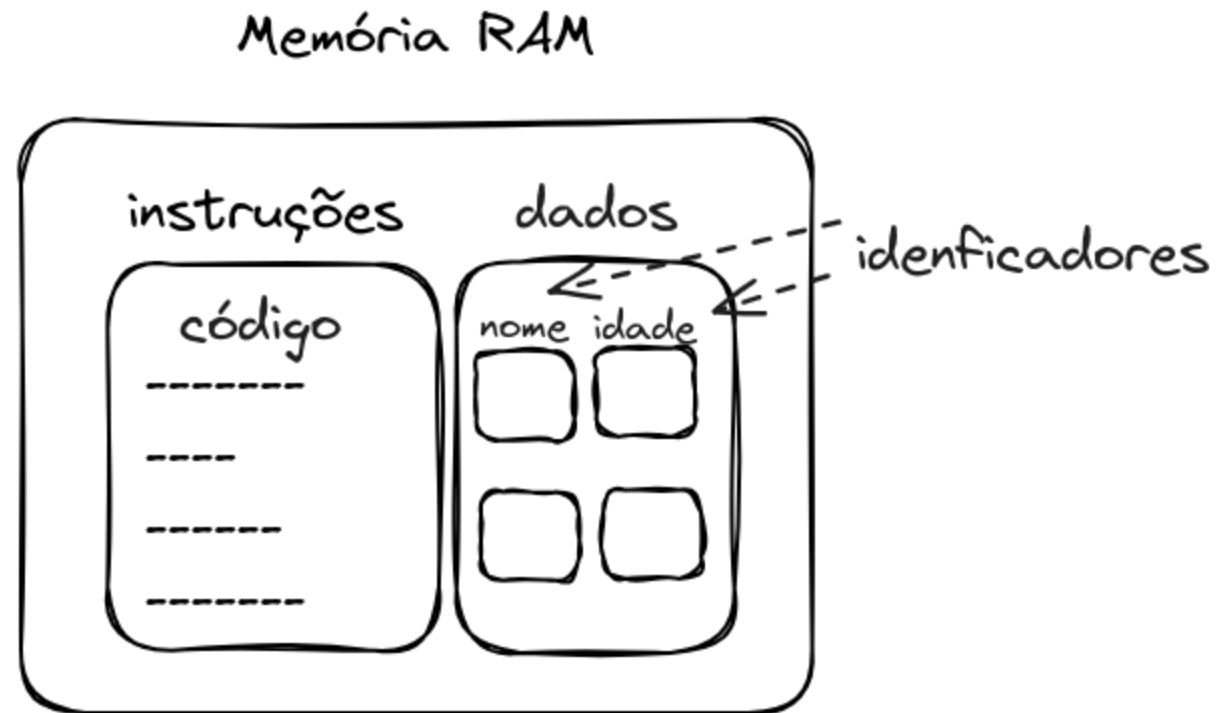 Memória RAM
instruções
dados
idenficadores
código
nome idade